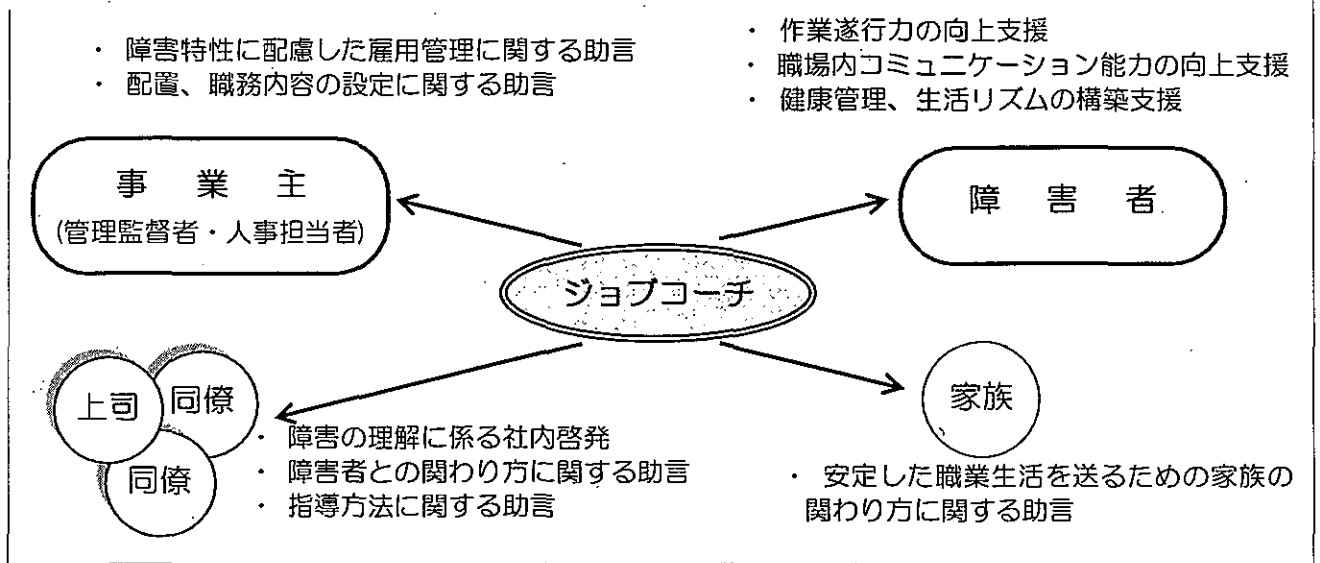 ・ 障害特性に配慮した雇用管理に関する助言
・ 配置、職務内容の設定に関する助言
・ 作業遂行力の向上支援
・ 職場内コミュニケーション能力の向上支援
・ 健康管理、生活リズムの構築支援
事 業 主
(管理監督者・人事担当者)
障 害 者
ジョブコーチ
上司
同僚
同僚
・ 障害の理解に係る社内啓発
・ 障害者との関わり方に関する助言
・ 指導方法に関する助言
家族
・ 安定した職業生活を送るための家族の
関わり方に関する助言